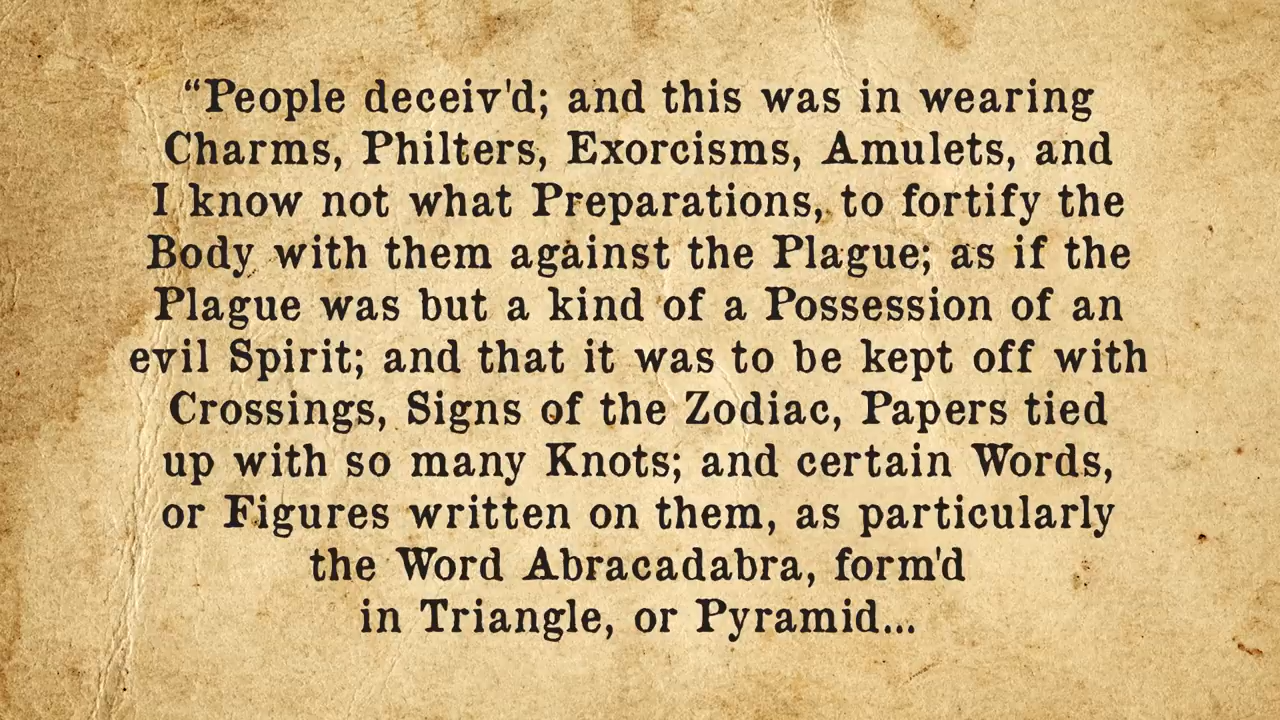 “People deceiv'd; and this was in wearing
Charms, Philters, Exorcisms, Amulets, and
I know not what Preparations, to fortify the
Body with them against the Plague; as if the
Plague was but a kind of a Possession of an
evil Spirit; and that it was to be kept off with
Crossings, Signs of the Zodiac, Papers tied
up with so many Knots; and certain Words,
or Figures written on them, as particularly
the Word Abracadabra, form'd
in Triangle, or Pyramid...